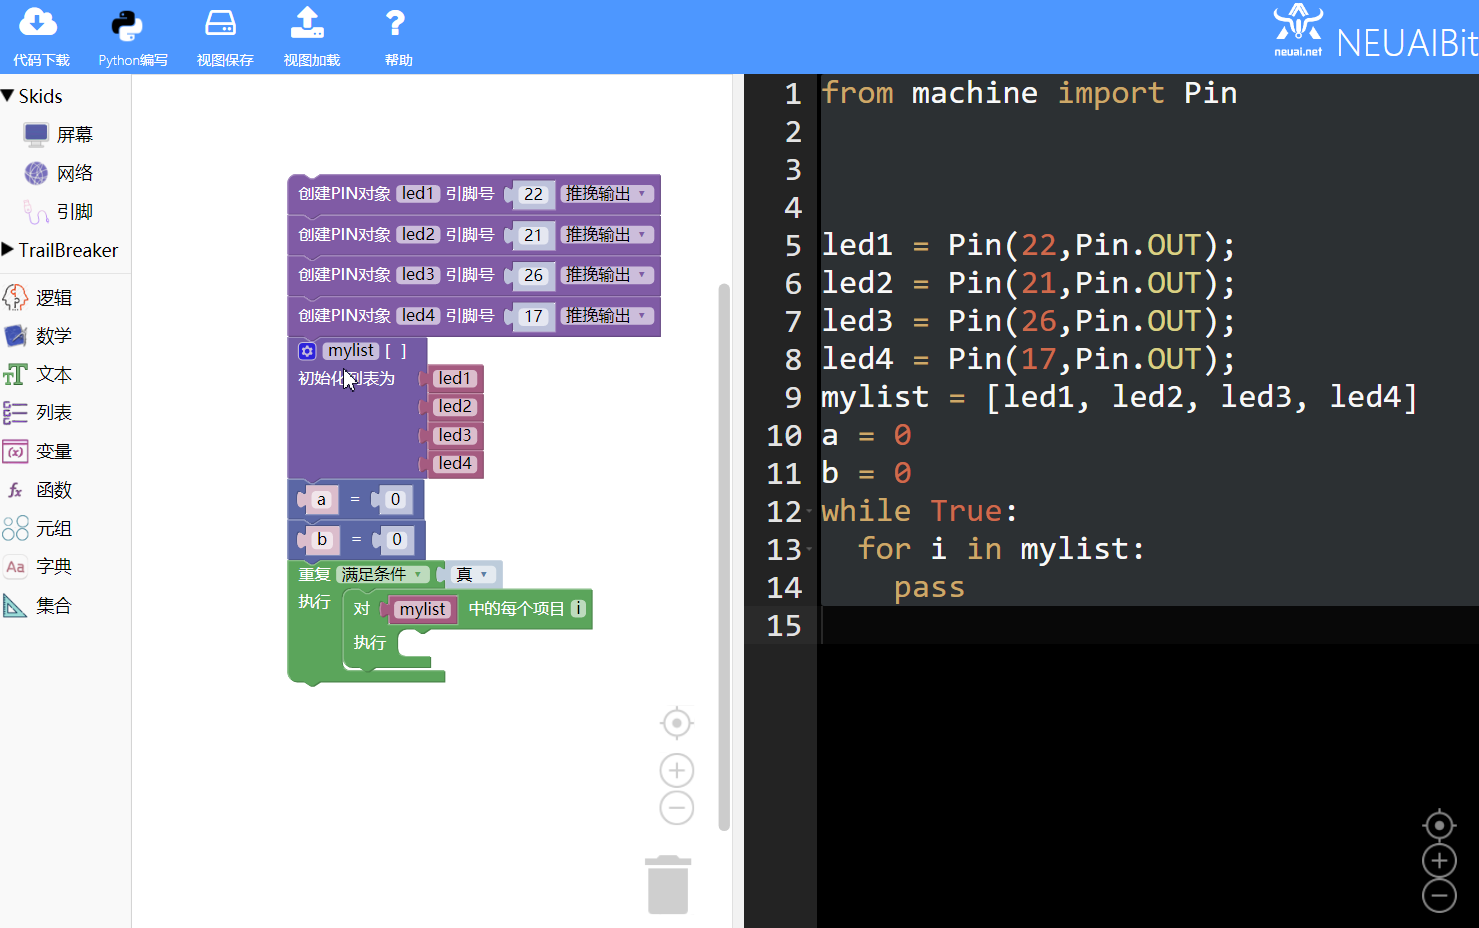 代码下载 Python编写 视图保存 视图加载 帮助
neuai.net NEUAIBit
Skids
屏幕
网络
引脚
TrailBreaker
逻辑
数学
文本
列表
变量
函数
元组
字典
集合
创建PIN对象 led1 引脚号 22 推挽输出
创建PIN对象 led2 引脚号 21 推挽输出
创建PIN对象 led3 引脚号 26 推挽输出
创建PIN对象 led4 引脚号 17 推挽输出
mylist [ ]
初始化列表为 led1
led2
led3
led4
a = 0
b = 0
重复 满足条件 真
执行 对 mylist 中的每个项目 i
执行
1 from machine import Pin
2
3
4
5 led1 = Pin(22,Pin.OUT);
6 led2 = Pin(21,Pin.OUT);
7 led3 = Pin(26,Pin.OUT);
8 led4 = Pin(17,Pin.OUT);
9 mylist = [led1, led2, led3, led4]
10 a = 0
11 b = 0
12 while True:
13 for i in mylist:
14 pass
15